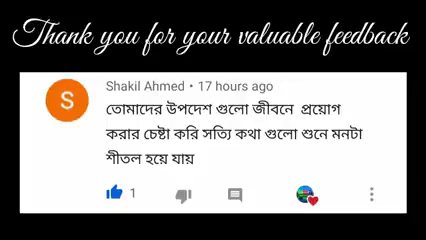 Thank you for your valuable feedback
S
Shakil Ahmed • 17 hours ago
তোমাদের উপদেশ গুলো জীবনে প্রয়োগ
করার চেষ্টা করি সত্যি কথা গুলো শুনে মনটা
শীতল হয়ে যায়
1